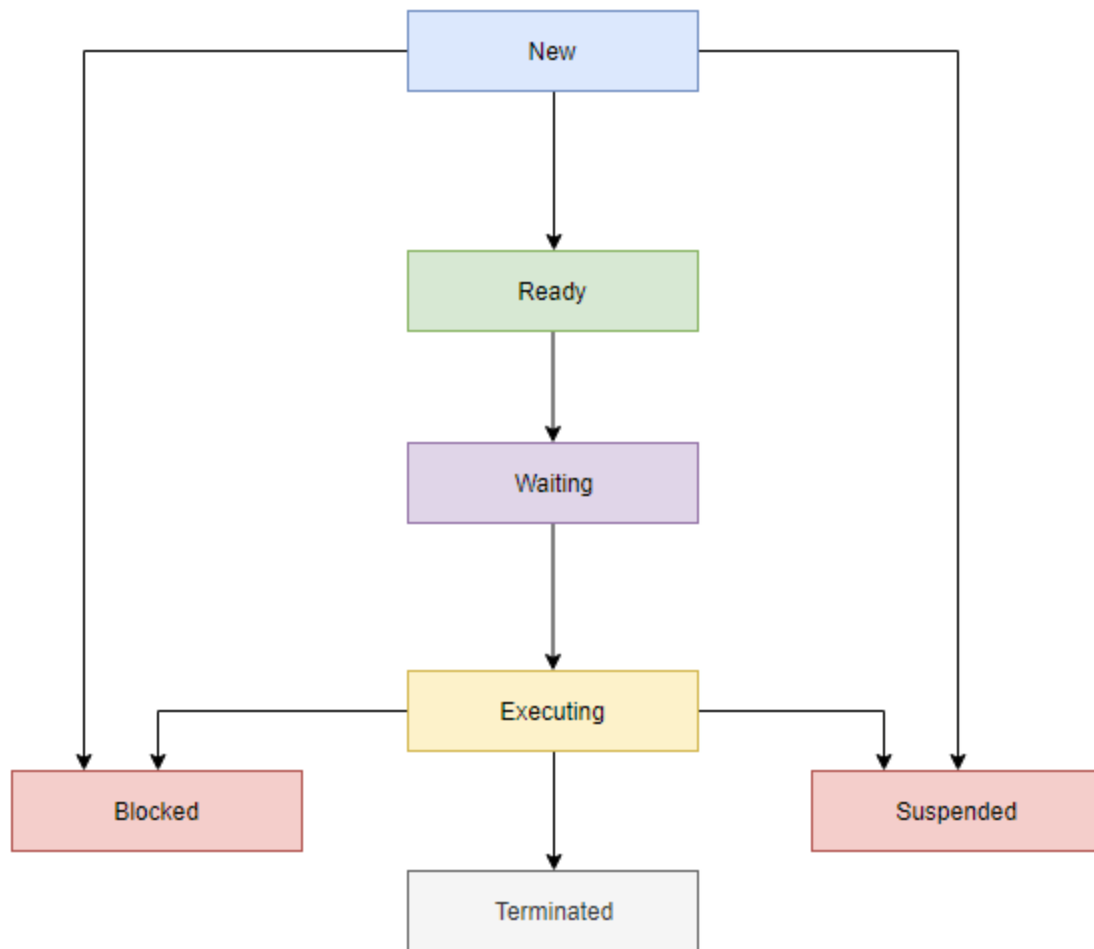 New
Ready
Waiting
Executing
Blocked
Suspended
Terminated